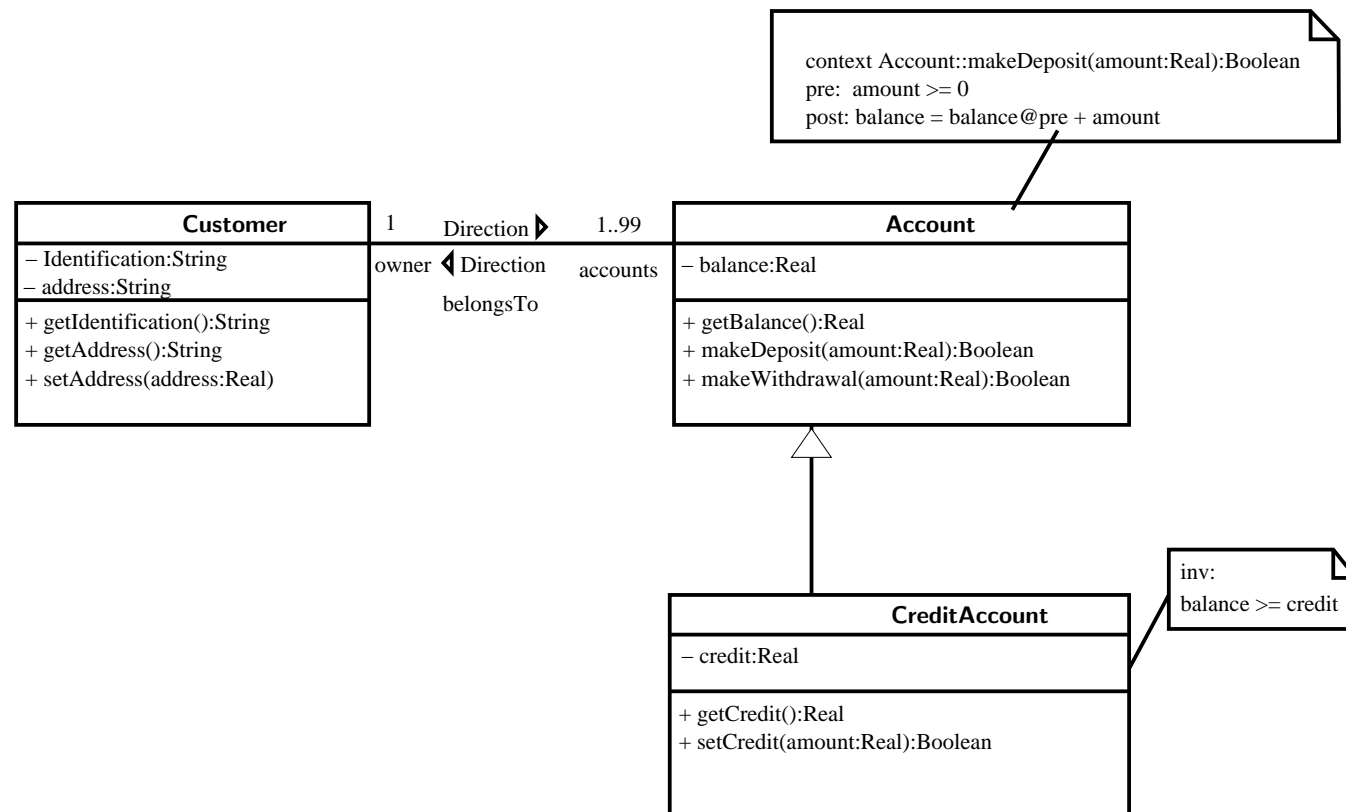 context Account::makeDeposit(amount:Real):Boolean
pre:  amount >= 0
post: balance = balance@pre + amount
Customer
– Identification:String
– address:String
+ getIdentification():String
+ getAddress():String
+ setAddress(address:Real)
1
Direction
1..99
owner
Direction
accounts
belongsTo
Account
– balance:Real
+ getBalance():Real
+ makeDeposit(amount:Real):Boolean
+ makeWithdrawal(amount:Real):Boolean
inv:
balance >= credit
CreditAccount
– credit:Real
+ getCredit():Real
+ setCredit(amount:Real):Boolean